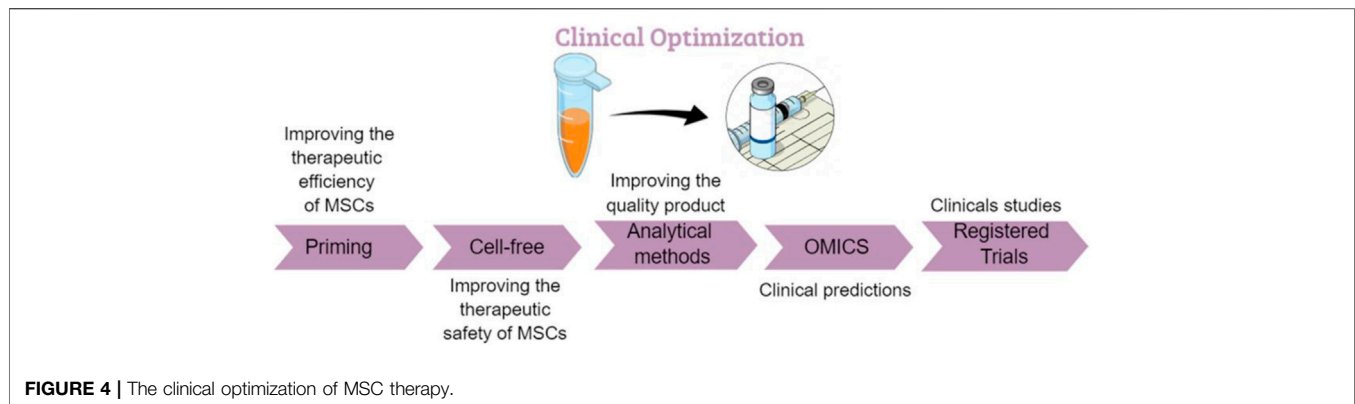 Clinical Optimization
Improving the
therapeutic
efficiency
of MSCs
Priming
Cell-free
Improving the
therapeutic
safety of MSCs
Improving the
quality product
Analytical
methods
OMICS
Clinical predictions
Clinicals studies
Registered
Trials
FIGURE 4 | The clinical optimization of MSC therapy.